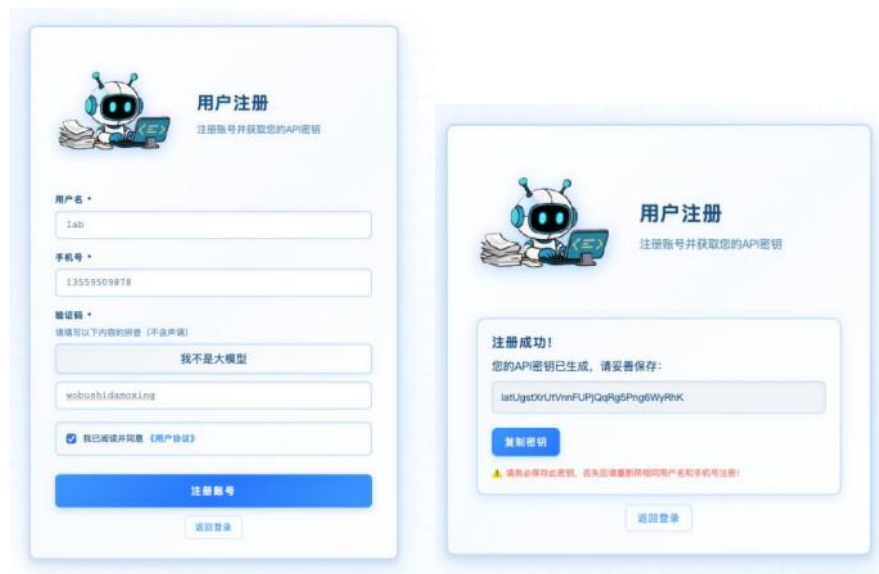 用户注册
注册账号并获取您的API密钥
用户名 *
lab
手机号 *
13559509878
验证码 *
请填写以下内容的拼音（不含声调）
我不是大模型
wobushidamoxing
我已阅读并同意《用户协议》
注册账号
返回登录
用户注册
注册账号并获取您的API密钥
注册成功!
您的API密钥已生成，请妥善保存：
IatUgstXrUtVnnFUPjQqRg5Png6WyRhK
复制密钥
请务必保存此密钥，丢失后请重新用相同用户名和手机号注册!
返回登录